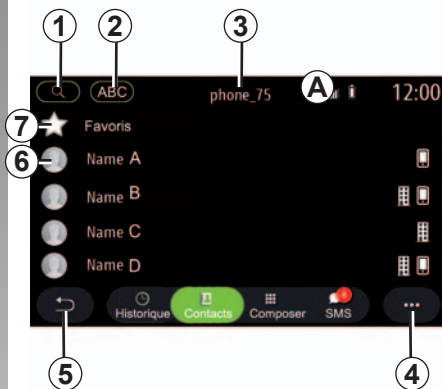 1 2 3
ABC phone_75 A 12:00
7 Favoris
6 Name A
Name B
Name C
Name D
Historique Contacts Composer SMS
5 4